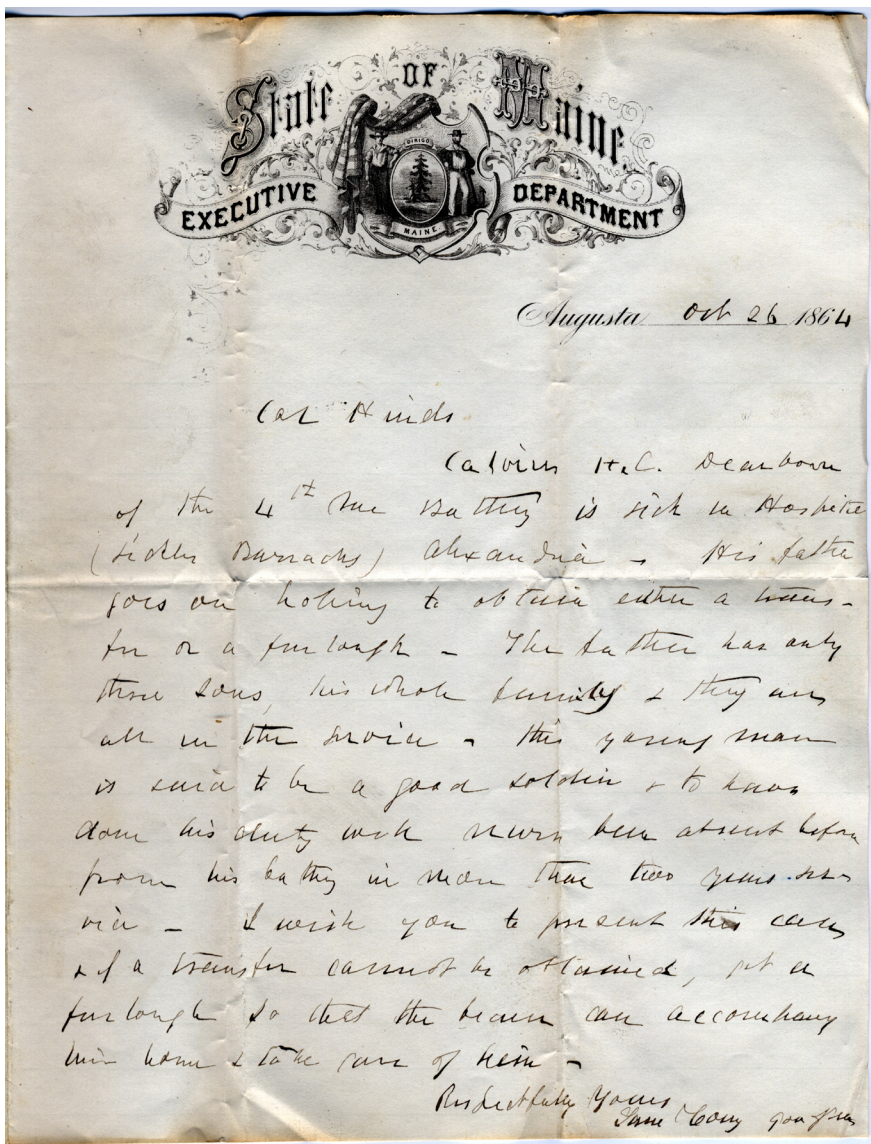 State OF Maine
DIRIGO
EXECUTIVE DEPARTMENT
MAINE
Augusta Oct 26 1864
Col Hinds
Calvin H.C. Dearborn
of the 4th Me Battery is sick in Hospital
(Sickles Barracks) Alexandria - His father
goes on hoping to obtain either a trans-
fer or a furlough - The father has only
three sons, his whole family & they are
all in the service - this young man
is said to be a good soldier & to have
done his duty well never been absent before
from his battery in more than two years ser-
vice - I wish you to present this case
& if a transfer cannot be obtained, get a
furlough so that the bearer can accompany
him home & take care of him -
Respectfully Yours
Saml Cony